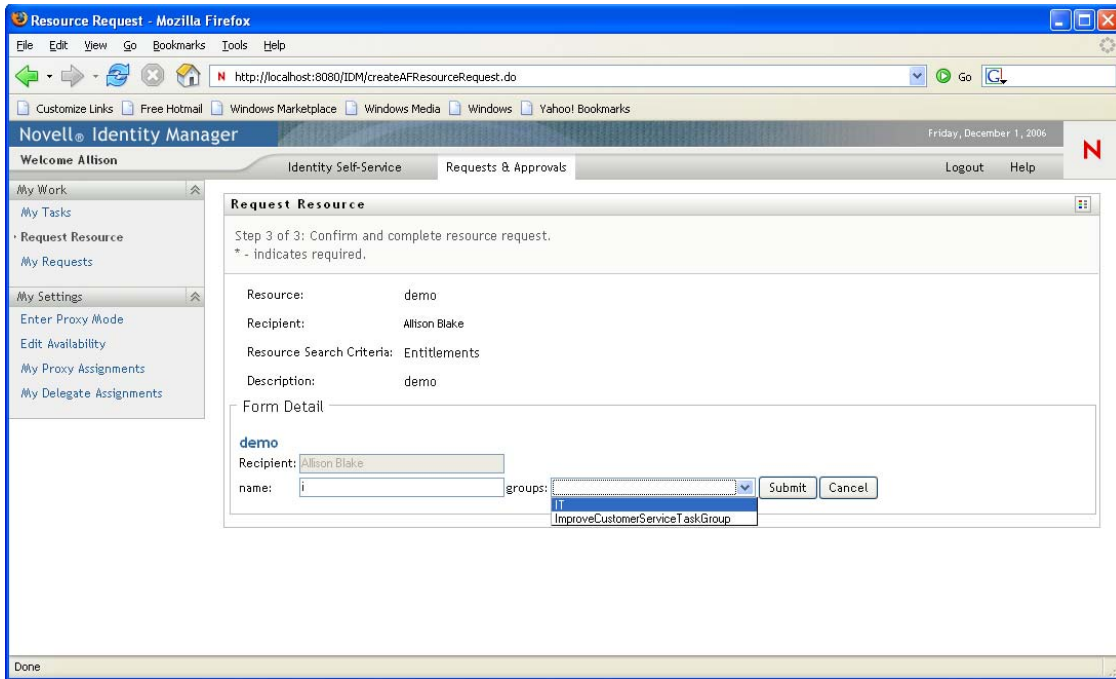 Resource Request - Mozilla Firefox
File Edit View Go Bookmarks Tools Help
N http://localhost:8080/IDM/createAFResourceRequest.do Go G
Customize Links Free Hotmail Windows Marketplace Windows Media Windows Yahoo! Bookmarks
Novell® Identity Manager Friday, December 1, 2006
N
Welcome Allison Identity Self-Service Requests & Approvals Logout Help
My Work
My Tasks
Request Resource
My Requests
My Settings
Enter Proxy Mode
Edit Availability
My Proxy Assignments
My Delegate Assignments
Request Resource
Step 3 of 3: Confirm and complete resource request.
* - indicates required.
Resource: demo
Recipient: Allison Blake
Resource Search Criteria: Entitlements
Description: demo
Form Detail
demo
Recipient: Allison Blake
name: i groups: Submit Cancel
IT
ImproveCustomerServiceTaskGroup
Done